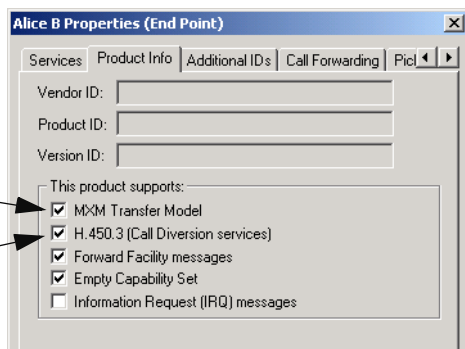 Alice B Properties (End Point)
Services Product Info Additional IDs Call Forwarding
Vendor ID:
Product ID:
Version ID:
This product supports:
MXM Transfer Model
H.450.3 (Call Diversion services)
Forward Facility messages
Empty Capability Set
Information Request (IRQ) messages